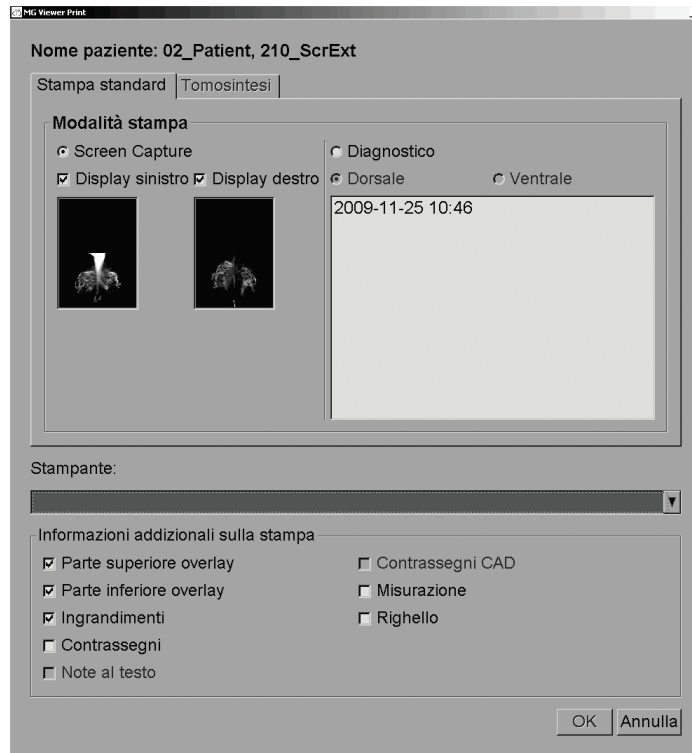 MG Viewer Print
Nome paziente: 02_Patient, 210_ScrExt
Stampa standard Tomosintesi
Modalità stampa
Screen Capture
Display sinistro Display destro
Diagnostico
Dorsale Ventrale
2009-11-25 10:46
Stampante:
Informazioni addizionali sulla stampa
Parte superiore overlay
Parte inferiore overlay
Ingrandimenti
Contrassegni
Note al testo
Contrassegni CAD
Misurazione
Righello
OK Annulla